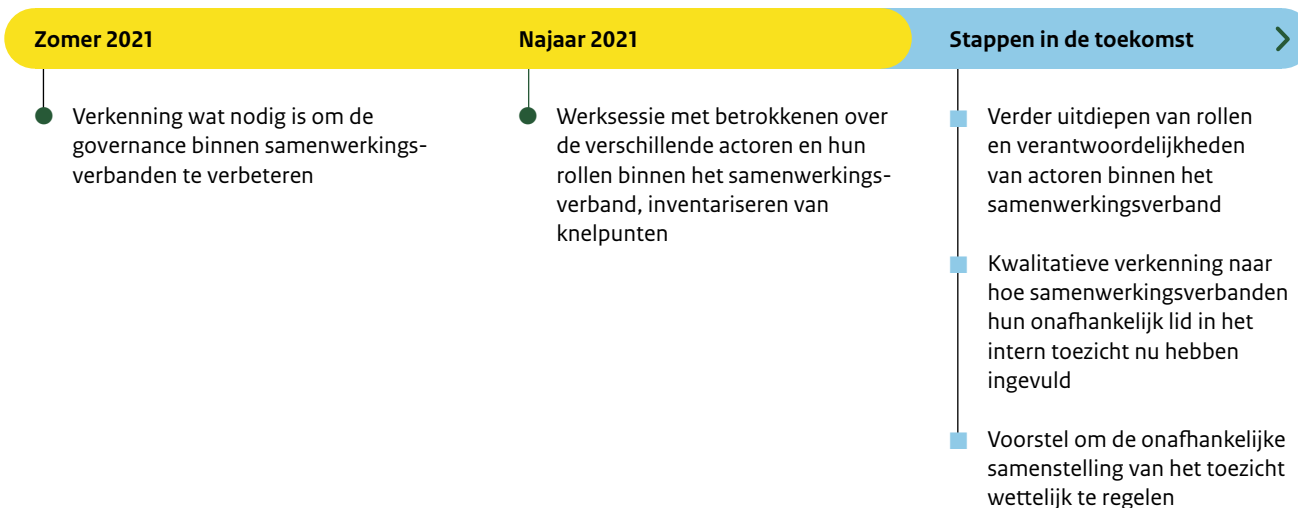 Zomer 2021
Verkenning wat nodig is om de
governance binnen samenwerkings-
verbanden te verbeteren
Najaar 2021
Werksessie met betrokkenen over
de verschillende actoren en hun
rollen binnen het samenwerkings-
verband, inventariseren van
knelpunten
Stappen in de toekomst
Verder uitdiepen van rollen
en verantwoordelijkheden
van actoren binnen het
samenwerkingsverband
Kwalitatieve verkenning naar
hoe samenwerkingsverbanden
hun onafhankelijk lid in het
intern toezicht nu hebben
ingevuld
Voorstel om de onafhankelijke
samenstelling van het toezicht
wettelijk te regelen